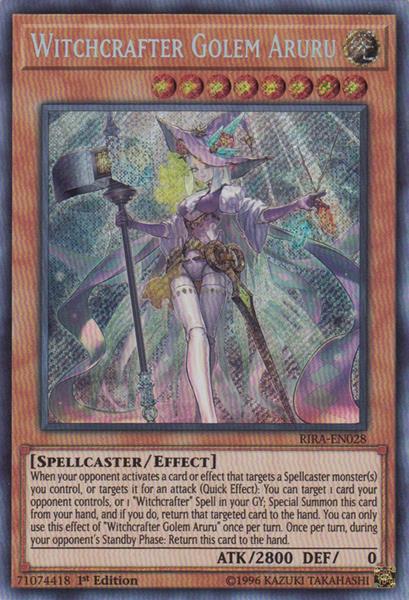 WITCHCRAFTER GOLEM ARURU
RIRA-EN028
[SPELLCASTER/EFFECT]
When your opponent activates a card or effect that targets a Spellcaster monster(s)
you control, or targets it for an attack (Quick Effect): You can target 1 card your
opponent controls, or 1 "Witchcrafter" Spell in your GY; Special Summon this card
from your hand, and if you do, return that targeted card to the hand. You can only
use this effect of "Witchcrafter Golem Aruru" once per turn. Once per turn, during
your opponent's Standby Phase: Return this card to the hand.
ATK/2800 DEF/ 0
71074418 1st Edition ©1996 KAZUKI TAKAHASHI